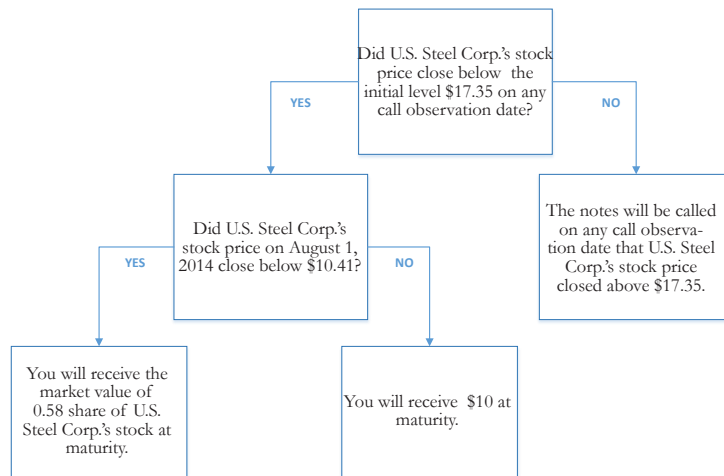 Did U.S. Steel Corp.'s stock
price close below the
initial level $17.35 on any
call observation date?
YES
NO
Did U.S. Steel Corp.'s
stock price on August 1,
2014 close below $10.41?
The notes will be called
on any call observa-
tion date that U.S. Steel
Corp.'s stock price
closed above $17.35.
YES
NO
You will receive the
market value of
0.58 share of U.S.
Steel Corp.'s stock at
maturity.
You will receive $10 at
maturity.